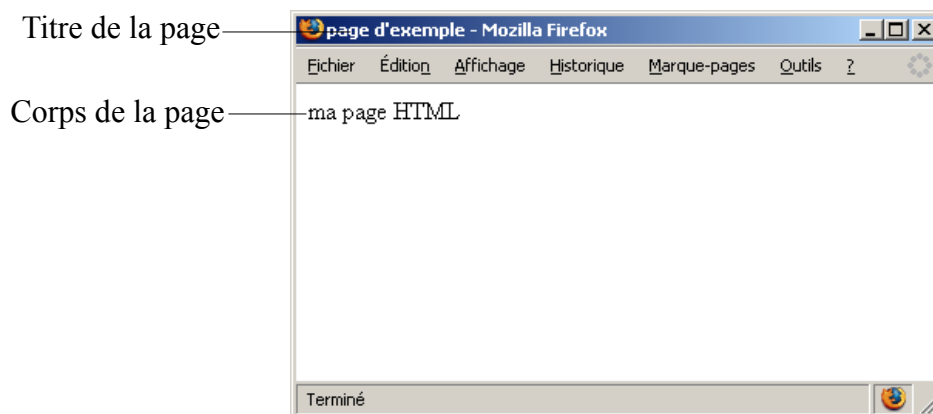 Titre de la page
page d'exemple - Mozilla Firefox
Fichier Édition Affichage Historique Marque-pages Outils ?
Corps de la page
ma page HTML
Terminé